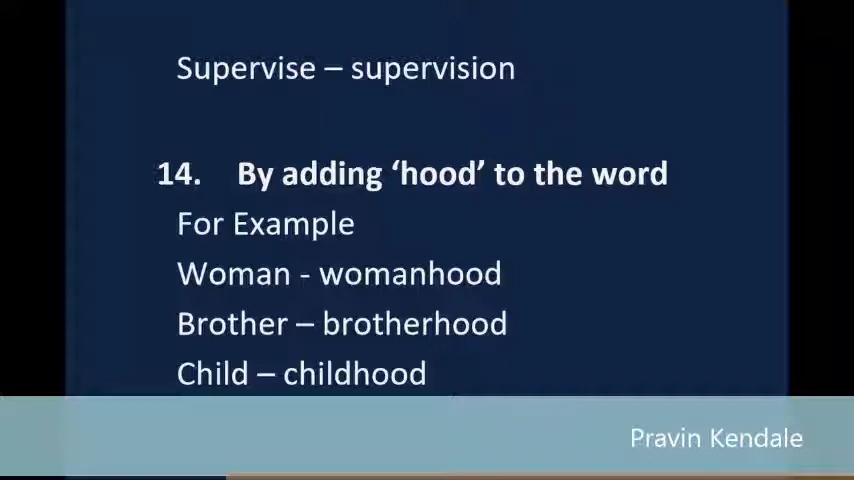 Supervise – supervision
14. By adding ‘hood’ to the word
For Example
Woman - womanhood
Brother – brotherhood
Child – childhood
Pravin Kendale